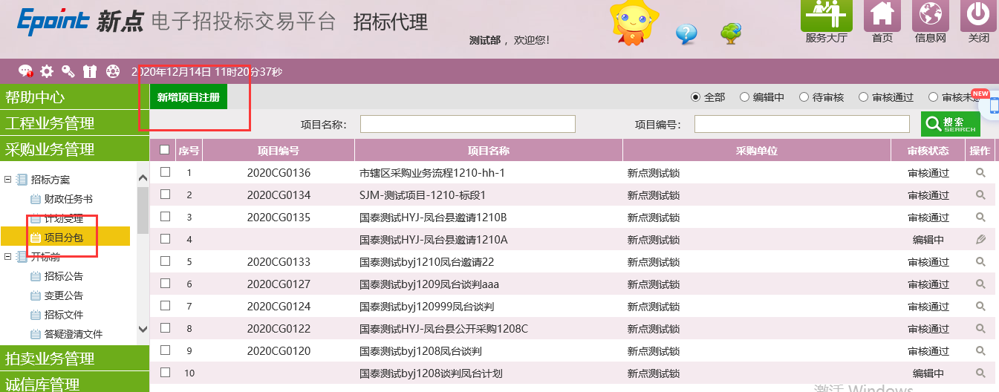 Epoint 新点 电子招投标交易平台 招标代理
测试部 ，欢迎您!
服务大厅 首页 信息网 关闭
2020年12月14日 11时20分37秒
帮助中心
工程业务管理
采购业务管理
招标方案
财政任务书
计划受理
项目分包
开标前
招标公告
变更公告
招标文件
答疑澄清文件
拍卖业务管理
诚信库管理
新增项目注册
全部 编辑中 待审核 审核通过 审核未
NEW
项目名称: 项目编号: 搜索 SEARCH
序号 项目编号 项目名称 采购单位 审核状态 操作
1 2020CG0136 市辖区采购业务流程1210-hh-1 新点测试锁 审核通过
2 2020CG0134 SJM-测试项目-1210-标段1 新点测试锁 审核通过
3 2020CG0135 国泰测试HYJ-凤台县邀请1210B 新点测试锁 审核通过
4 国泰测试HYJ-凤台县邀请1210A 新点测试锁 编辑中
5 2020CG0133 国泰测试byj1210凤台邀请22 新点测试锁 审核通过
6 2020CG0127 国泰测试byj1209凤台谈判aaa 新点测试锁 审核通过
7 2020CG0124 国泰测试byj120999凤台谈判 新点测试锁 审核通过
8 2020CG0122 国泰测试HYJ-凤台县公开采购1208C 新点测试锁 审核通过
9 2020CG0120 国泰测试byj1208凤台谈判 新点测试锁 审核通过
10 国泰测试byj1208谈判凤台计划 新点测试锁 编辑中
激活 Windows